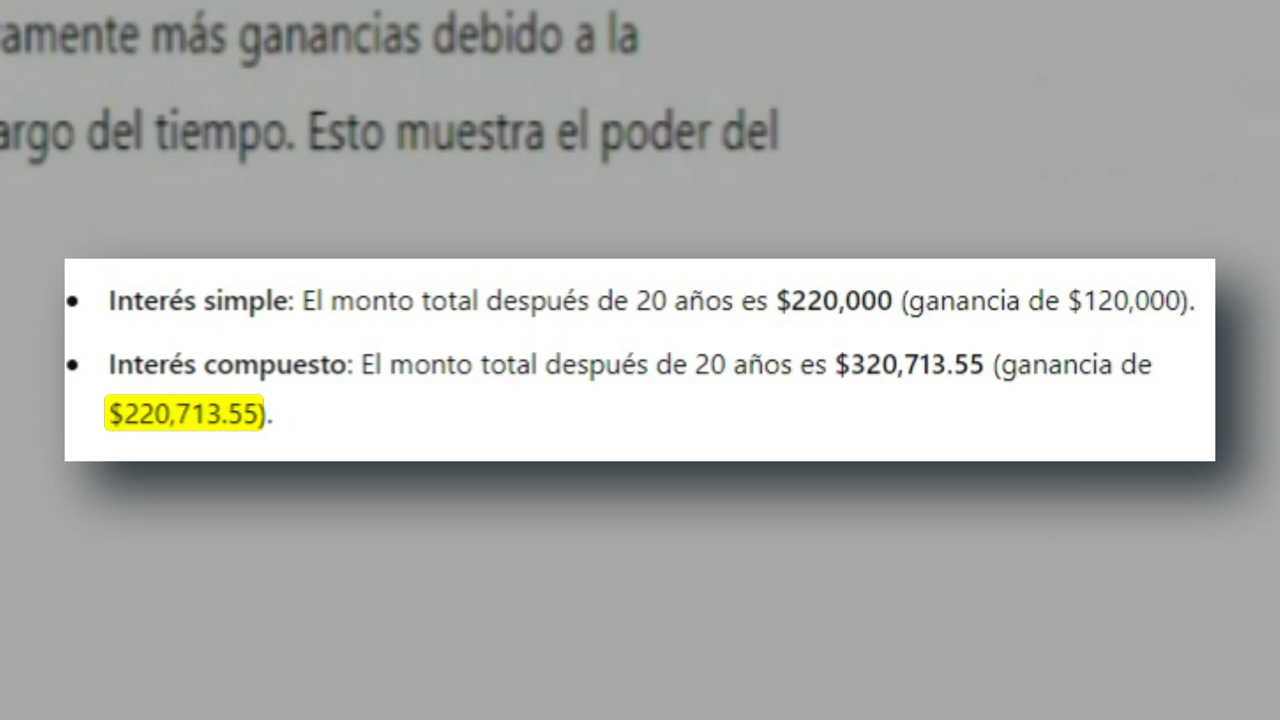 más ganancias debido a la
del tiempo. Esto muestra el poder del
• Interés simple: El monto total después de 20 años es $220,000 (ganancia de $120,000).
• Interés compuesto: El monto total después de 20 años es $320,713.55 (ganancia de
$220,713.55).